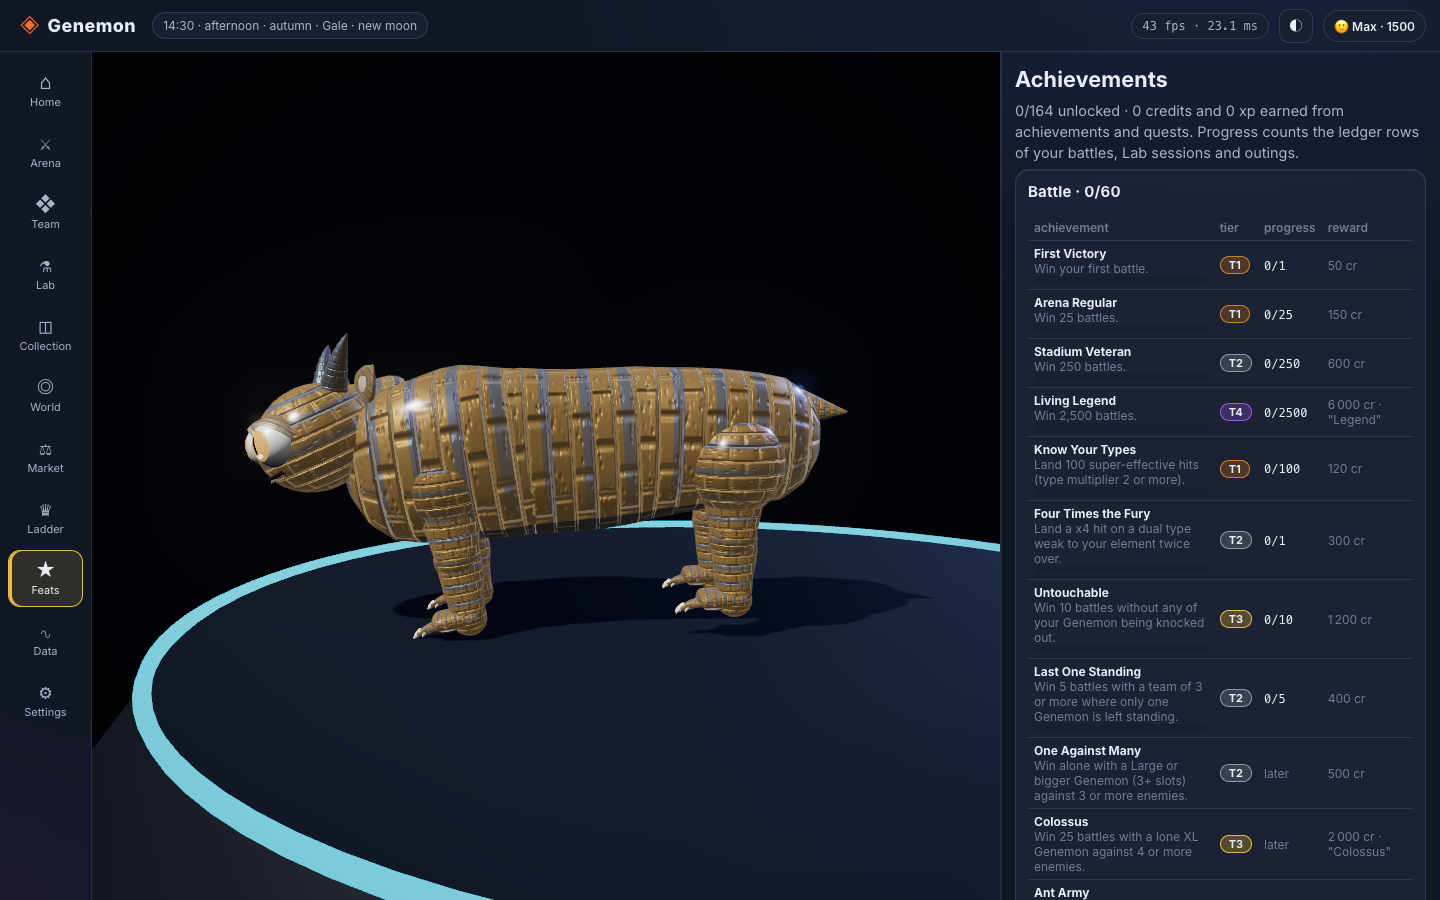 Genemon
14:30 · afternoon · autumn · Gale · new moon
43 fps · 23.1 ms
Max · 1500
Home
Arena
Team
Lab
Collection
World
Market
Ladder
Feats
Data
Settings
Achievements
0/164 unlocked · 0 credits and 0 xp earned from
achievements and quests. Progress counts the ledger rows
of your battles, Lab sessions and outings.
Battle · 0/60
achievement tier progress reward
First Victory
Win your first battle.
T1 0/1 50 cr
Arena Regular
Win 25 battles.
T1 0/25 150 cr
Stadium Veteran
Win 250 battles.
T2 0/250 600 cr
Living Legend
Win 2,500 battles.
T4 0/2500 6 000 cr ·
"Legend"
Know Your Types
Land 100 super-effective hits
(type multiplier 2 or more).
T1 0/100 120 cr
Four Times the Fury
Land a x4 hit on a dual type
weak to your element twice
over.
T2 0/1 300 cr
Untouchable
Win 10 battles without any of
your Genemon being knocked
out.
T3 0/10 1 200 cr
Last One Standing
Win 5 battles with a team of 3
or more where only one
Genemon is left standing.
T2 0/5 400 cr
One Against Many
Win alone with a Large or
bigger Genemon (3+ slots)
against 3 or more enemies.
T2 later 500 cr
Colossus
Win 25 battles with a lone XL
Genemon against 4 or more
enemies.
T3 later 2 000 cr ·
"Colossus"
Ant Army